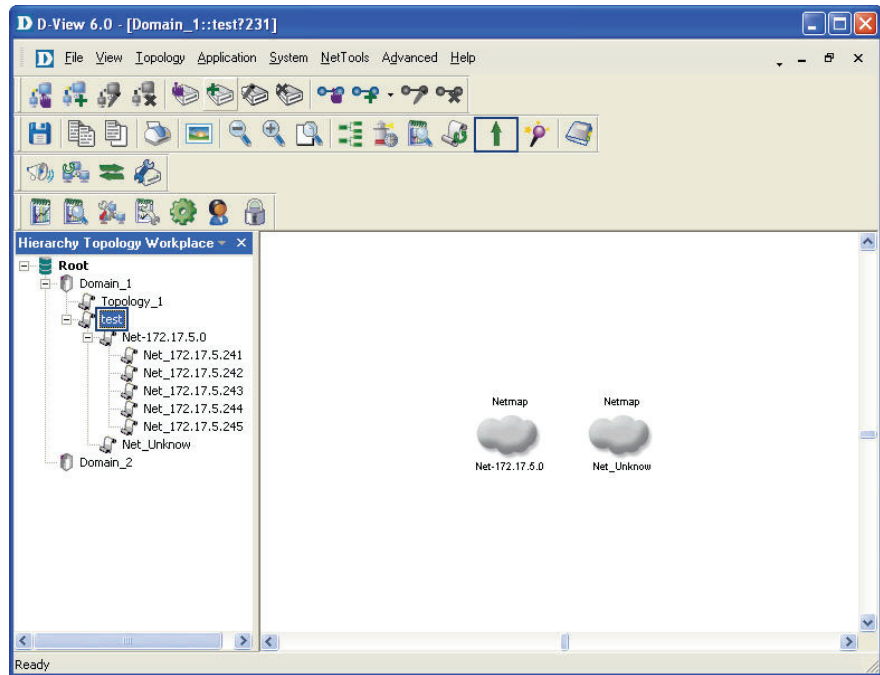 D-View 6.0 - [Domain_1::test?231]
File View Topology Application System NetTools Advanced Help
Hierarchy Topology Workplace
Root
Domain_1
Topology_1
test
Net-172.17.5.0
Net_172.17.5.241
Net_172.17.5.242
Net_172.17.5.243
Net_172.17.5.244
Net_172.17.5.245
Net_Unknow
Domain_2
Netmap Netmap
Net-172.17.5.0 Net_Unknow
Ready